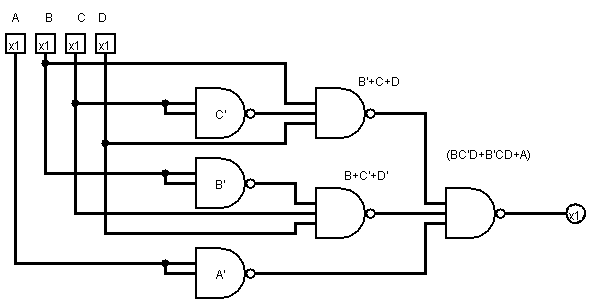 A B C D
x1 x1 x1 x1
B'+C+D
C'
(BC'D+B'CD+A)
B+C'+D'
B'
x1
A'